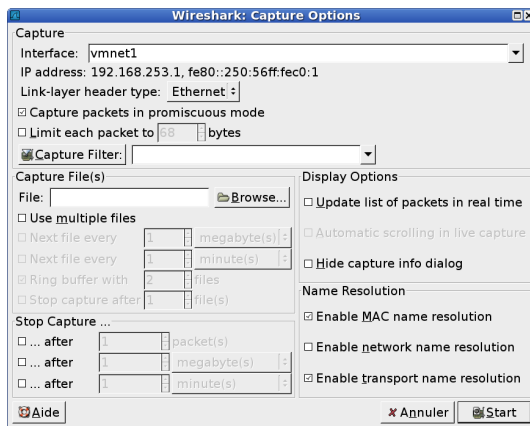 Wireshark: Capture Options
Capture
Interface: vmnet1
IP address: 192.168.253.1, fe80::250:56ff:fec0:1
Link-layer header type: Ethernet
Capture packets in promiscuous mode
Limit each packet to 68 bytes
Capture Filter:
Capture File(s)
File: Browse...
Use multiple files
Next file every 1 megabyte(s)
Next file every 1 minute(s)
Ring buffer with 2 files
Stop capture after 1 file(s)
Stop Capture ...
... after 1 packet(s)
... after 1 megabyte(s)
... after 1 minute(s)
Display Options
Update list of packets in real time
Automatic scrolling in live capture
Hide capture info dialog
Name Resolution
Enable MAC name resolution
Enable network name resolution
Enable transport name resolution
Aide Annuler Start